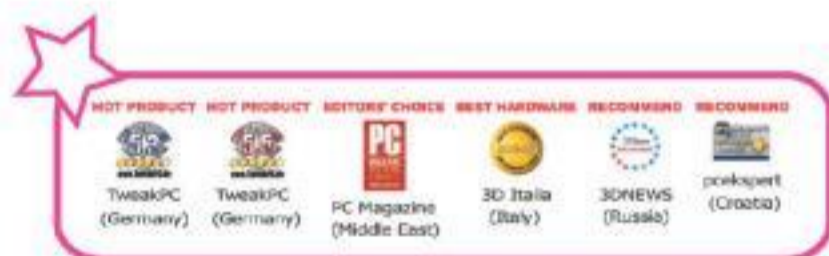 HOT PRODUCT HOT PRODUCT EDITORS' CHOICE BEST HARDWARE RECOMMEND RECOMMEND
PC
TweakPC
(Germany)
TweakPC
(Germany)
PC Magazine
(Middle East)
3D Italia
(Italy)
3DNEWS
(Russia)
pcekspert
(Croatia)